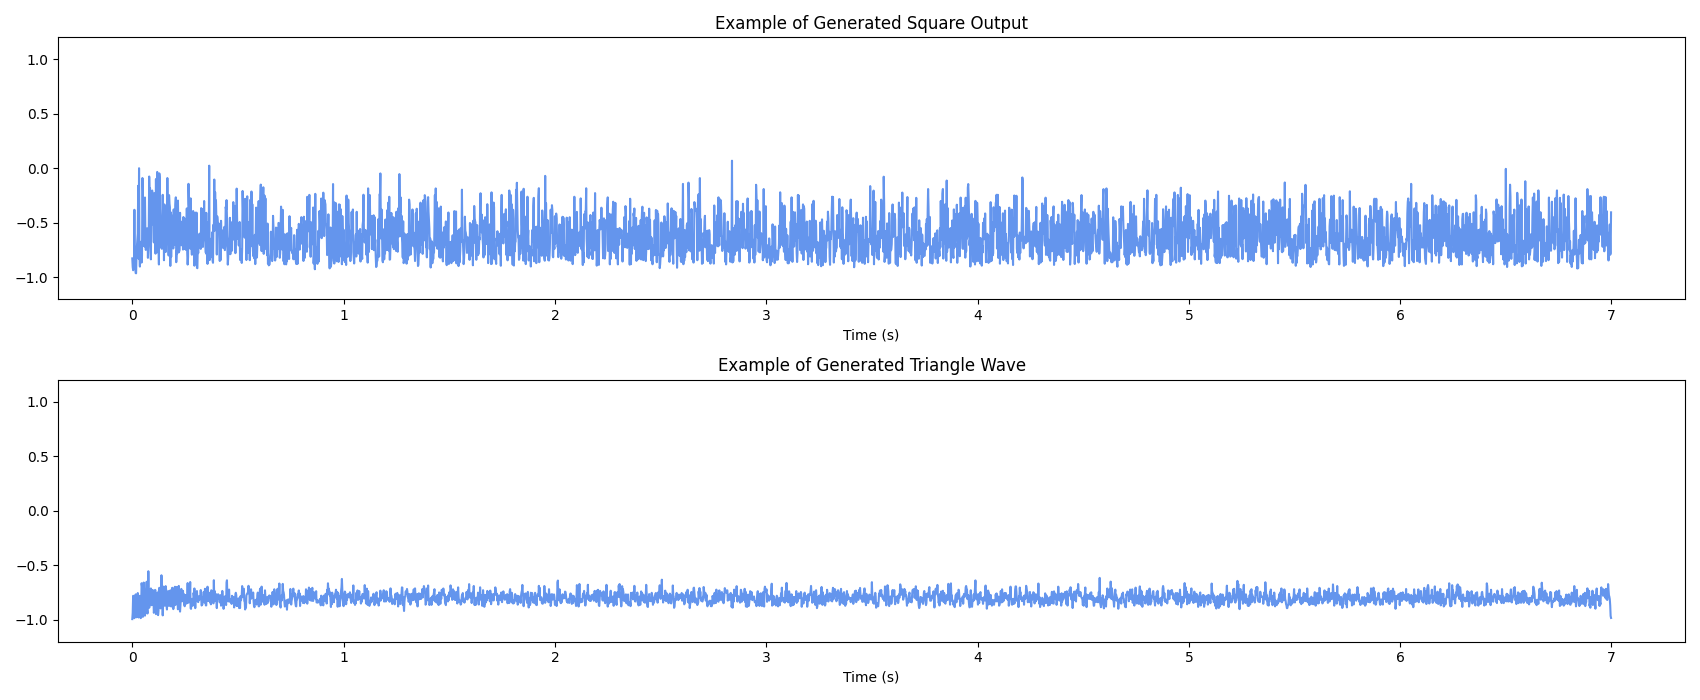 Example of Generated Square Output
1.0
0.5
0.0
−0.5
−1.0
0 1 2 3 4 5 6 7
Time (s)
Example of Generated Triangle Wave
1.0
0.5
0.0
−0.5
−1.0
0 1 2 3 4 5 6 7
Time (s)